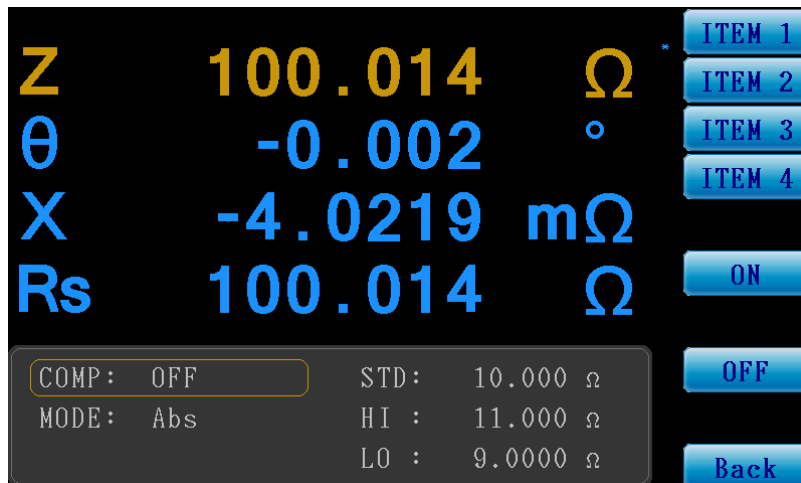 Z 100.014 Ω *
θ -0.002 °
X -4.0219 mΩ
Rs 100.014 Ω
COMP: OFF STD: 10.000 Ω
MODE: Abs HI : 11.000 Ω
LO : 9.0000 Ω
ITEM 1
ITEM 2
ITEM 3
ITEM 4
ON
OFF
Back